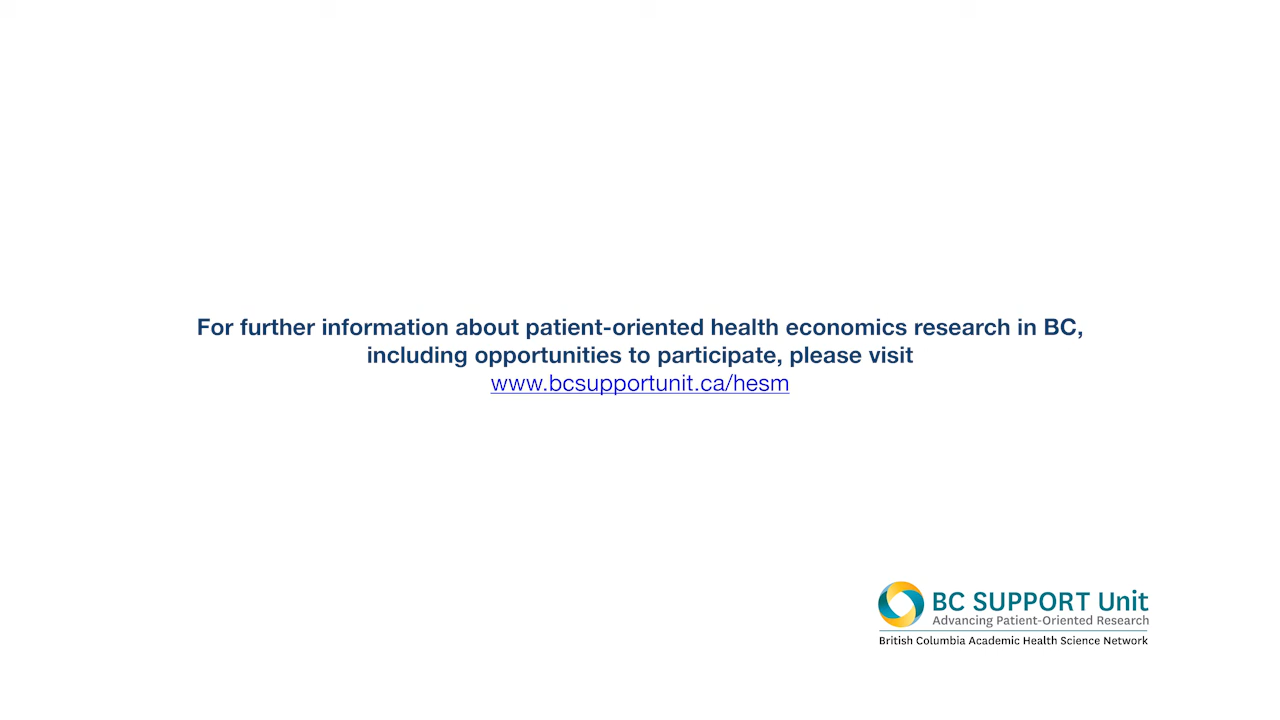 For further information about patient-oriented health economics research in BC,
including opportunities to participate, please visit
www.bcsupportunit.ca/hesm
BC SUPPORT Unit
Advancing Patient-Oriented Research
British Columbia Academic Health Science Network